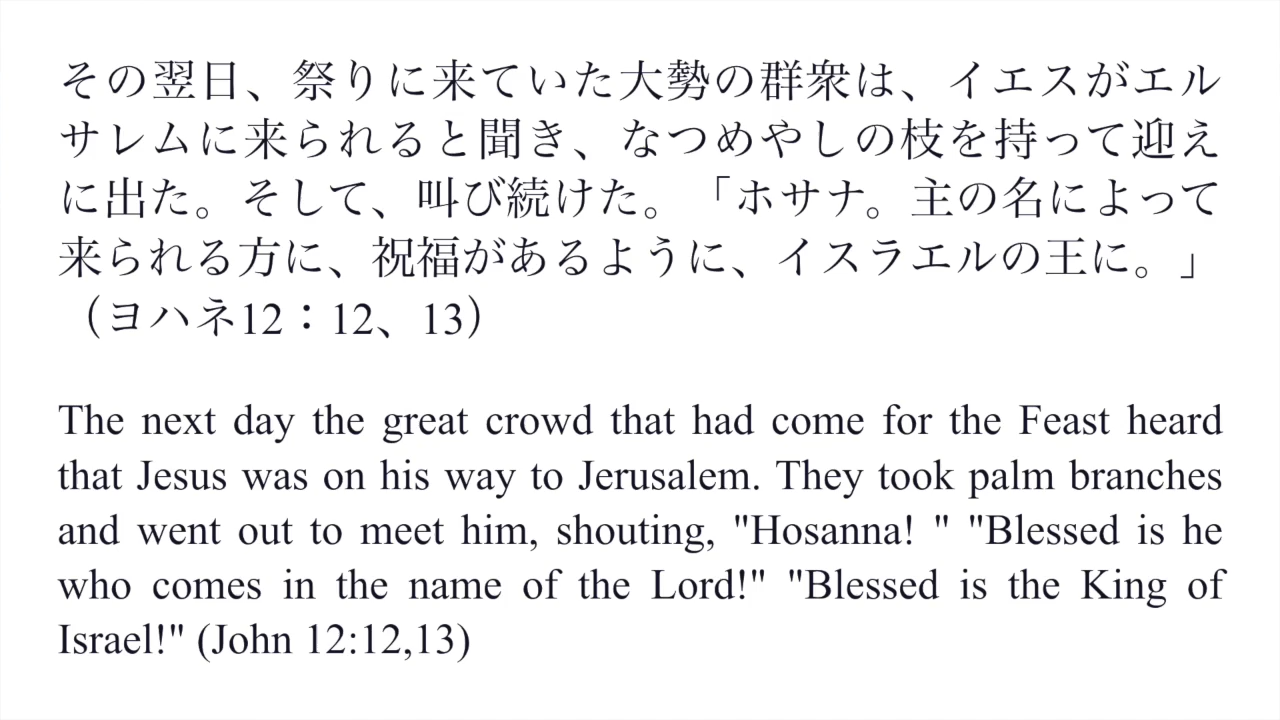 その翌日、祭りに来ていた大勢の群衆は、イエスがエル
サレムに来られると聞き、なつめやしの枝を持って迎え
に出た。そして、叫び続けた。「ホサナ。主の名によって
来られる方に、祝福があるように、イスラエルの王に。」
（ヨハネ12：12、13）
The next day the great crowd that had come for the Feast heard
that Jesus was on his way to Jerusalem. They took palm branches
and went out to meet him, shouting, "Hosanna! " "Blessed is he
who comes in the name of the Lord!" "Blessed is the King of
Israel!" (John 12:12,13)